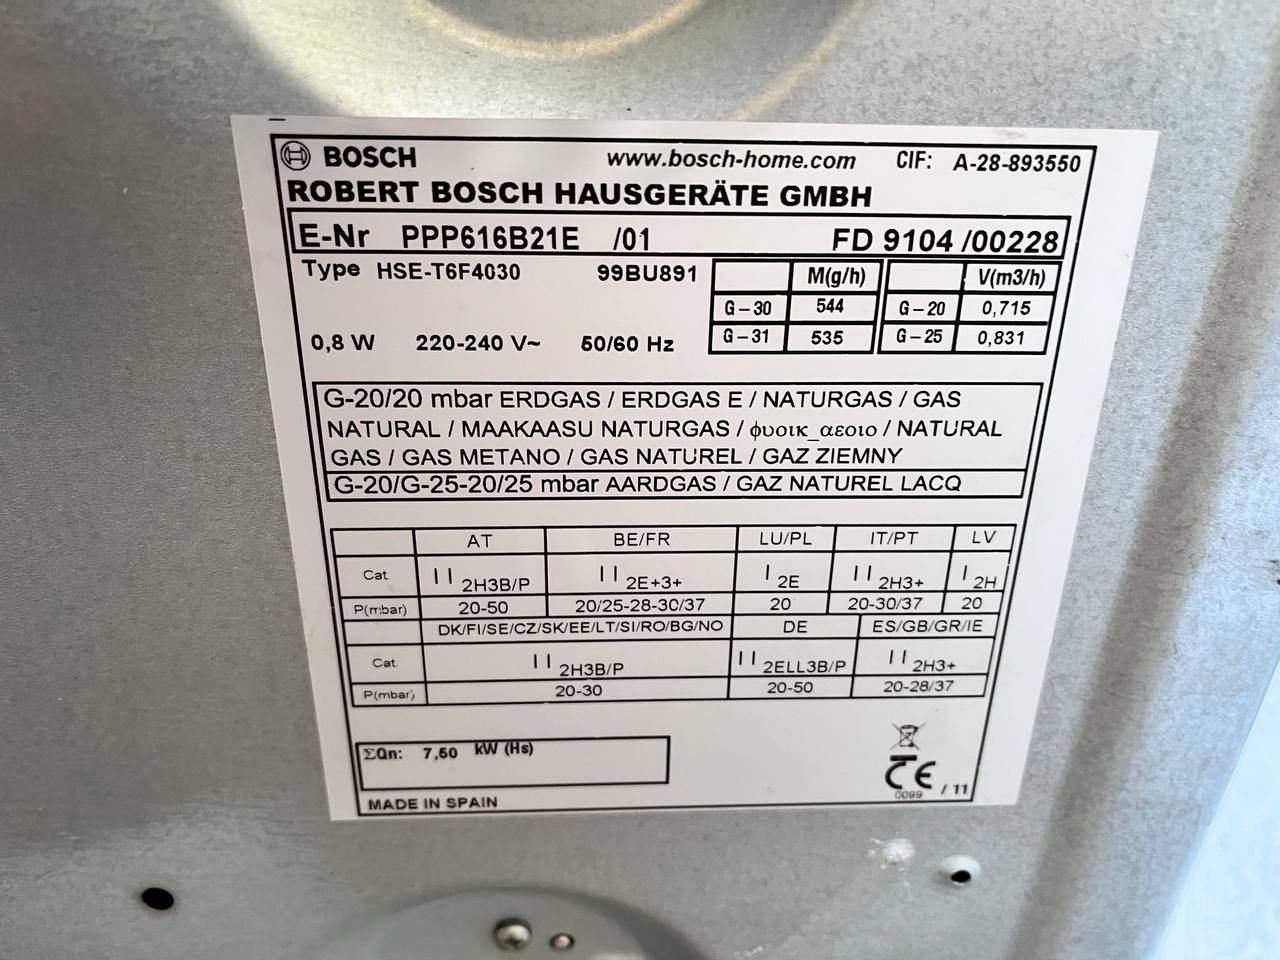 BOSCH www.bosch-home.com CIF: A-28-893550
ROBERT BOSCH HAUSGERÄTE GMBH
E-Nr PPP616B21E /01 FD 9104 /00228
Type HSE-T6F4030 99BU891
M(g/h) V(m3/h)
G-30 544 G-20 0,715
G-31 535 G-25 0,831
0,8 W 220-240 V~ 50/60 Hz
G-20/20 mbar ERDGAS / ERDGAS E / NATURGAS / GAS
NATURAL / MAAKAASU NATURGAS / φυοικ_αεοιο / NATURAL
GAS / GAS METANO / GAS NATUREL / GAZ ZIEMNY
G-20/G-25-20/25 mbar AARDGAS / GAZ NATUREL LACQ
AT BE/FR LU/PL IT/PT LV
Cat. II 2H3B/P II 2E+3+ I 2E II 2H3+ I 2H
P(mbar) 20-50 20/25-28-30/37 20 20-30/37 20
DK/FI/SE/CZ/SK/EE/LT/SI/RO/BG/NO DE ES/GB/GR/IE
Cat. II 2H3B/P II 2ELL3B/P II 2H3+
P(mbar) 20-30 20-50 20-28/37
ΣQn: 7,50 kW (Hs)
CE
0099 / 11
MADE IN SPAIN